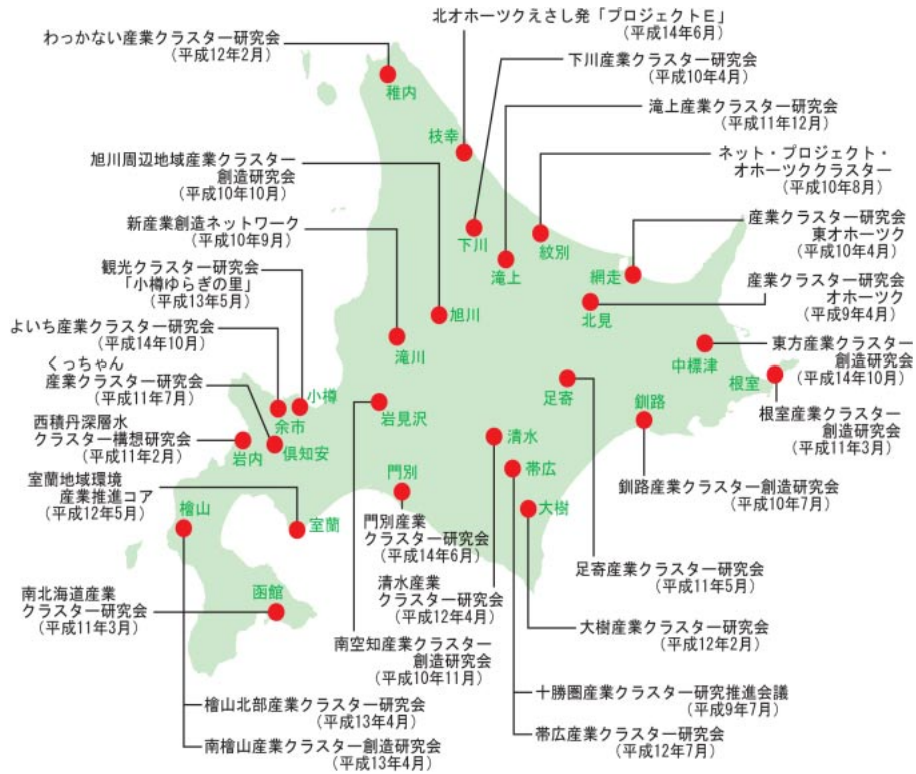 北オホーツクえさし発「プロジェクトE」
(平成14年6月)
わっかない産業クラスター研究会
(平成12年2月)
下川産業クラスター研究会
(平成10年4月)
稚内
滝上産業クラスター研究会
(平成11年12月)
枝幸
旭川周辺地域産業クラスター
創造研究会
(平成10年10月)
ネット・プロジェクト・
オホーツククラスター
(平成10年8月)
新産業創造ネットワーク
(平成10年9月)
下川
紋別
滝上
産業クラスター研究会
東オホーツク
(平成10年4月)
網走
観光クラスター研究会
「小樽ゆらぎの里」
(平成13年5月)
産業クラスター研究会
オホーツク
(平成9年4月)
北見
旭川
よいち産業クラスター研究会
(平成14年10月)
滝川
中標津
東方産業クラスター
創造研究会
(平成14年10月)
くっちゃん
産業クラスター研究会
(平成11年7月)
小樽
余市
岩見沢
足寄
根室
釧路
根室産業クラスター
創造研究会
(平成11年3月)
西積丹深層水
クラスター構想研究会
(平成11年2月)
岩内
倶知安
清水
帯広
門別
釧路産業クラスター創造研究会
(平成10年7月)
室蘭地域環境
産業推進コア
(平成12年5月)
檜山
室蘭
大樹
門別産業
クラスター研究会
(平成14年6月)
足寄産業クラスター研究会
(平成11年5月)
清水産業
クラスター研究会
(平成12年4月)
南北海道産業
クラスター研究会
(平成11年3月)
函館
大樹産業クラスター研究会
(平成12年2月)
南空知産業クラスター
創造研究会
(平成10年11月)
十勝圏産業クラスター研究推進会議
(平成9年7月)
檜山北部産業クラスター研究会
(平成13年4月)
帯広産業クラスター研究会
(平成12年7月)
南檜山産業クラスター創造研究会
(平成13年4月)